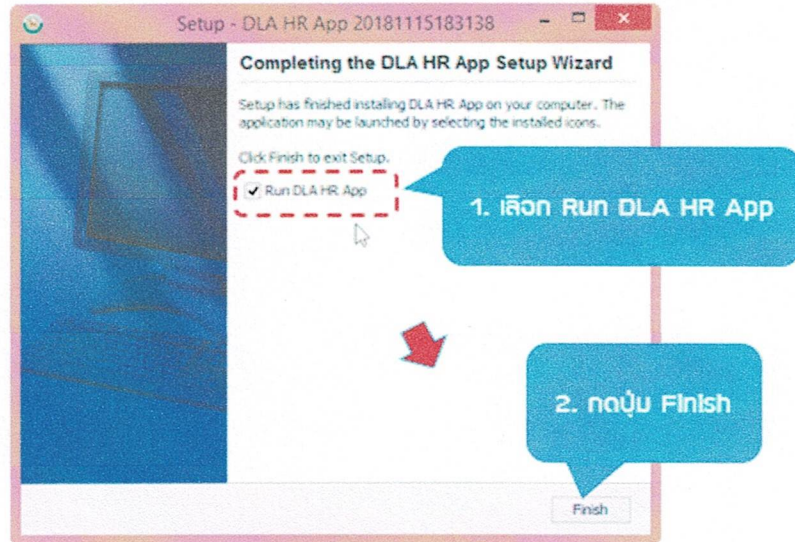 Setup - DLA HR App 20181115183138
Completing the DLA HR App Setup Wizard
Setup has finished installing DLA HR App on your computer. The
application may be launched by selecting the installed icons.
Click Finish to exit Setup.
Run DLA HR App
1. เลือก Run DLA HR App
2. กดปุ่ม Finish
Finish